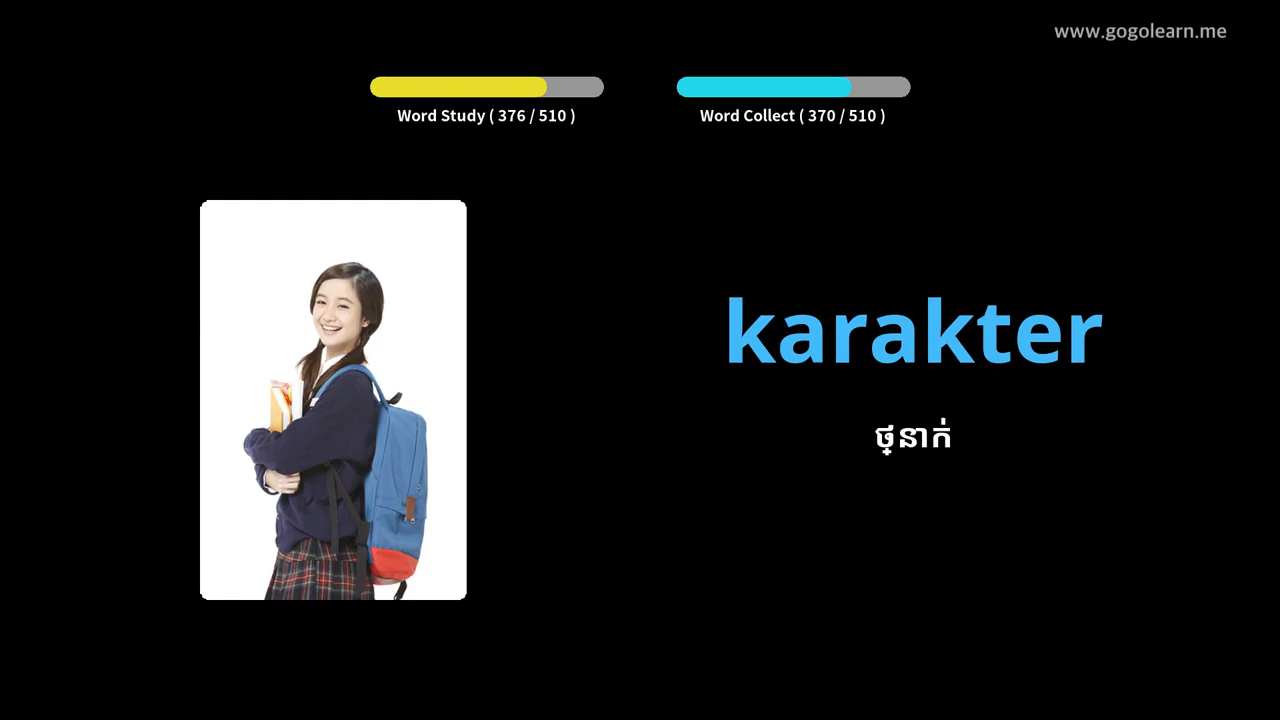 www.gogolearn.me
Word Study ( 376 / 510 )
Word Collect ( 370 / 510 )
karakter
ថ្នាក់